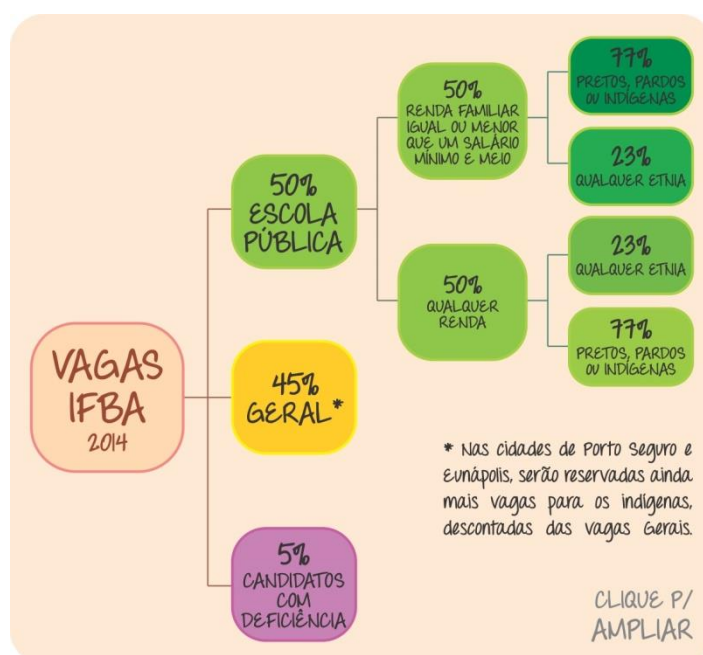 VAGAS
IFBA
2014
50%
ESCOLA
PÚBLICA
50%
RENDA FAMILIAR
IGUAL OU MENOR
QUE UM SALÁRIO
MÍNIMO E MEIO
77%
PRETOS, PARDOS
OU INDÍGENAS
23%
QUALQUER ETNIA
50%
QUALQUER
RENDA
23%
QUALQUER ETNIA
77%
PRETOS, PARDOS
OU INDÍGENAS
45%
GERAL*
5%
CANDIDATOS
COM
DEFICIÊNCIA
* Nas cidades de Porto Seguro e
Eunápolis, serão reservadas ainda
mais vagas para os indígenas,
descontadas das vagas Gerais.
CLIQUE P/
AMPLIAR